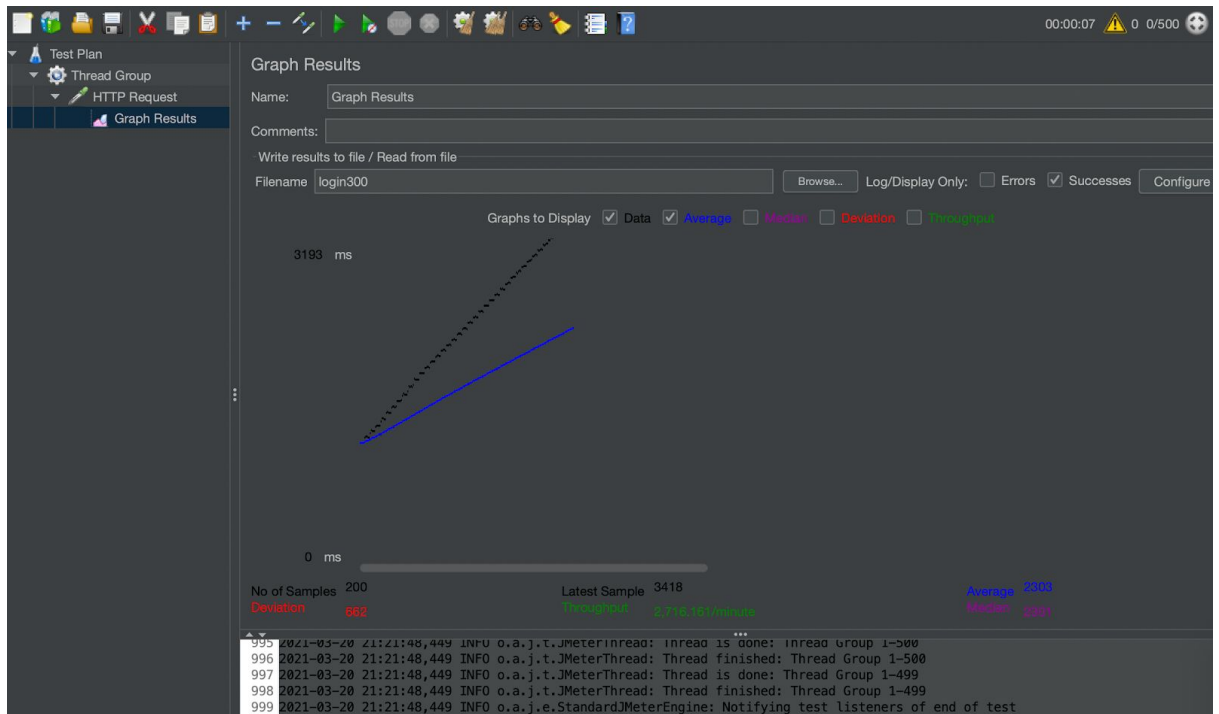 00:00:07 0 0/500
Test Plan
Thread Group
HTTP Request
Graph Results
Graph Results
Name: Graph Results
Comments:
Write results to file / Read from file
Filename login300 Browse... Log/Display Only: Errors Successes Configure
Graphs to Display Data Average Median Deviation Throughput
3193 ms
0 ms
No of Samples 200 Latest Sample 3418 Average 2303
Deviation 662 Throughput 2,716.161/minute Median
995 2021-03-20 21:21:48,449 INFO o.a.j.t.JMeterThread: Thread is done: Thread Group 1-500
996 2021-03-20 21:21:48,449 INFO o.a.j.t.JMeterThread: Thread finished: Thread Group 1-500
997 2021-03-20 21:21:48,449 INFO o.a.j.t.JMeterThread: Thread is done: Thread Group 1-499
998 2021-03-20 21:21:48,449 INFO o.a.j.t.JMeterThread: Thread finished: Thread Group 1-499
999 2021-03-20 21:21:48,449 INFO o.a.j.e.StandardJMeterEngine: Notifying test listeners of end of test